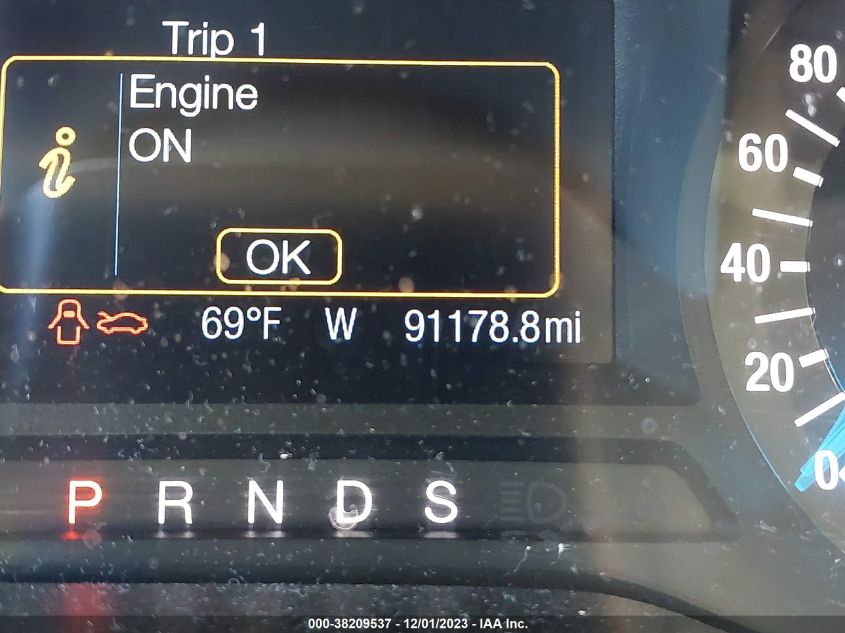 Trip 1
Engine
ON
OK
69°F W 91178.8mi
80
60
40
20
0
P R N D S
000-38209537 - 12/01/2023 - IAA Inc.